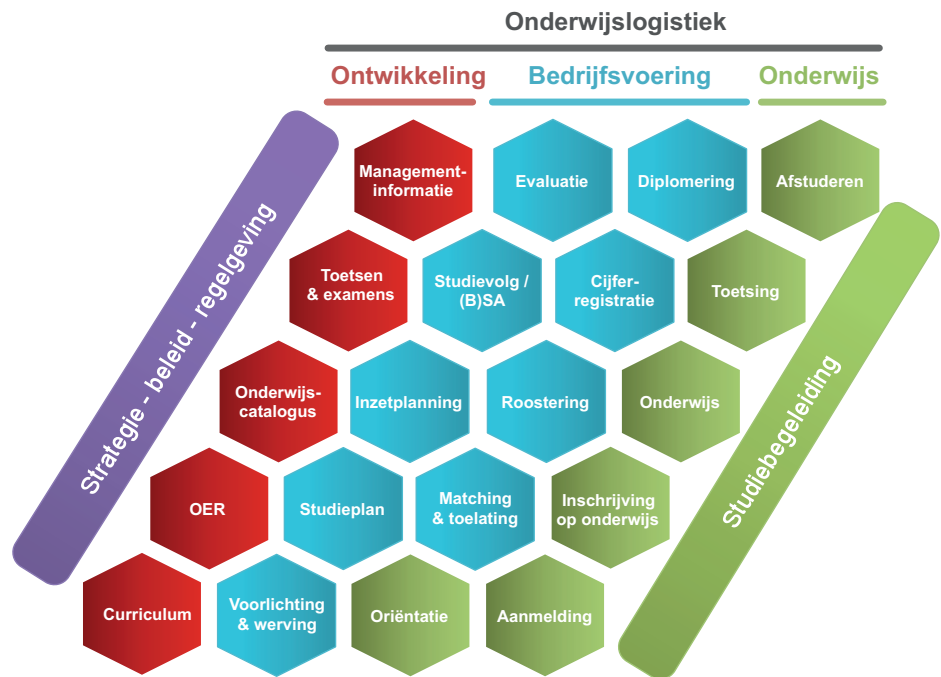 Onderwijslogistiek
Ontwikkeling
Bedrijfsvoering
Onderwijs
Strategie - beleid - regelgeving
Management-
informatie
Evaluatie
Diplomering
Afstuderen
Toetsen
& examens
Studievolg /
(B)SA
Cijfer-
registratie
Toetsing
Onderwijs-
catalogus
Inzetplanning
Roostering
Onderwijs
OER
Studieplan
Matching
& toelating
Inschrijving
op onderwijs
Curriculum
Voorlichting
& werving
Oriëntatie
Aanmelding
Studiebegeleiding